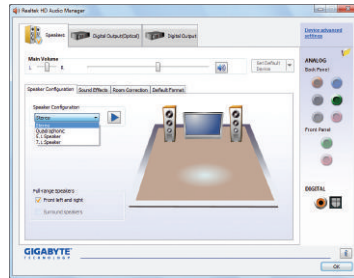 Realtek HD Audio Manager
Speakers
Digital Output(Optical)
Digital Output
Device advanced settings
Main Volume
L
R
Set Default Device
ANALOG
Back Panel
Speaker Configuration
Sound Effects
Room Correction
Default Format
Speaker Configuration
Stereo
Stereo
Quadraphonic
5.1 Speaker
7.1 Speaker
Front Panel
Full-range Speakers
Front left and right
Surround speakers
DIGITAL
GIGABYTE
TECHNOLOGY
OK